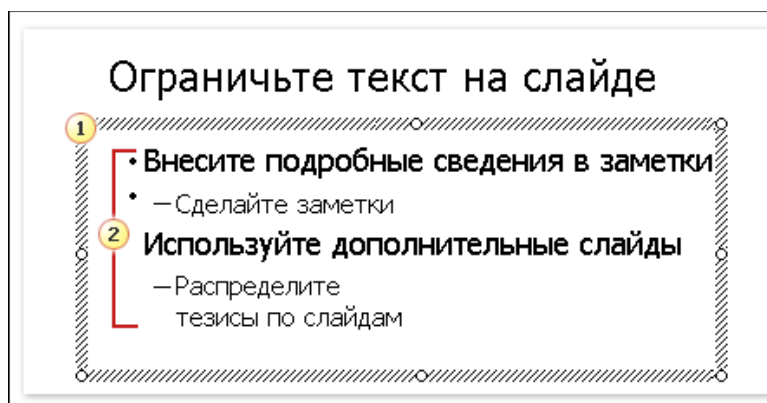 Ограничьте текст на слайде
1
• Внесите подробные сведения в заметки
• —Сделайте заметки
2
Используйте дополнительные слайды
—Распределите
тезисы по слайдам